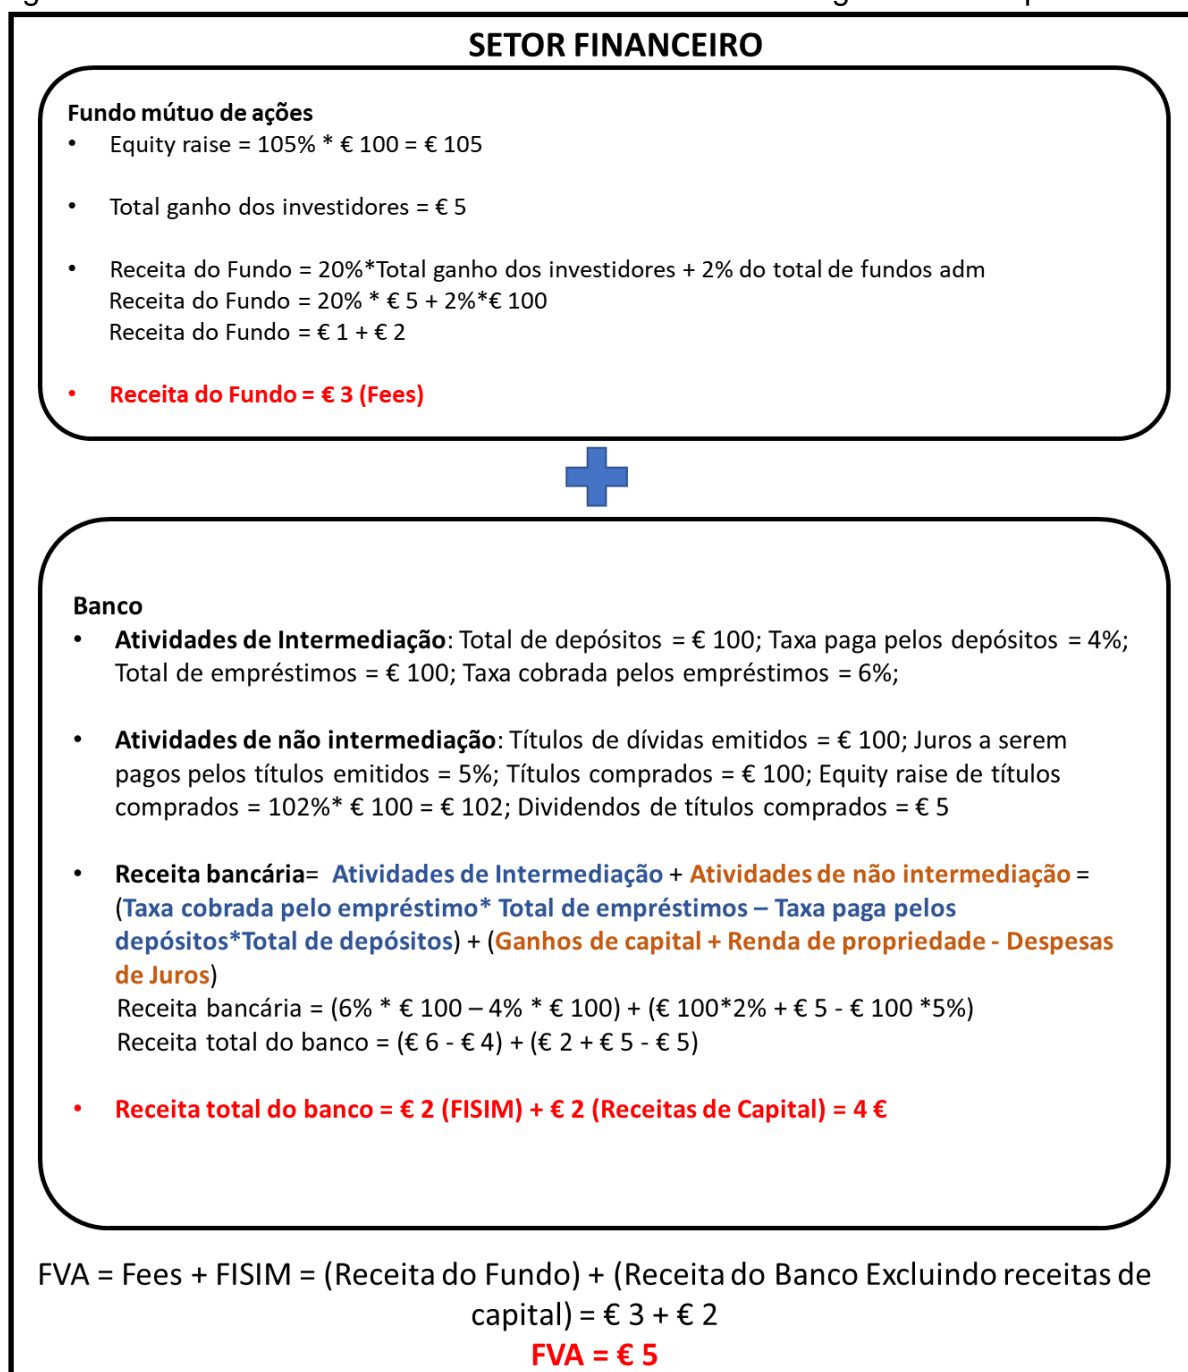 SETOR FINANCEIRO
Fundo mútuo de ações
• Equity raise = 105% * € 100 = € 105
• Total ganho dos investidores = € 5
• Receita do Fundo = 20%*Total ganho dos investidores + 2% do total de fundos adm
Receita do Fundo = 20% * € 5 + 2%*€ 100
Receita do Fundo = € 1 + € 2
• Receita do Fundo = € 3 (Fees)
Banco
• Atividades de Intermediação: Total de depósitos = € 100; Taxa paga pelos depósitos = 4%;
Total de empréstimos = € 100; Taxa cobrada pelos empréstimos = 6%;
• Atividades de não intermediação: Títulos de dívidas emitidos = € 100; Juros a serem
pagos pelos títulos emitidos = 5%; Títulos comprados = € 100; Equity raise de títulos
comprados = 102%* € 100 = € 102; Dividendos de títulos comprados = € 5
• Receita bancária= Atividades de Intermediação + Atividades de não intermediação =
(Taxa cobrada pelo empréstimo* Total de empréstimos – Taxa paga pelos
depósitos*Total de depósitos) + (Ganhos de capital + Renda de propriedade - Despesas
de Juros)
Receita bancária = (6% * € 100 – 4% * € 100) + (€ 100*2% + € 5 - € 100 *5%)
Receita total do banco = (€ 6 - € 4) + (€ 2 + € 5 - € 5)
• Receita total do banco = € 2 (FISIM) + € 2 (Receitas de Capital) = 4 €
FVA = Fees + FISIM = (Receita do Fundo) + (Receita do Banco Excluindo receitas de
capital) = € 3 + € 2
FVA = € 5